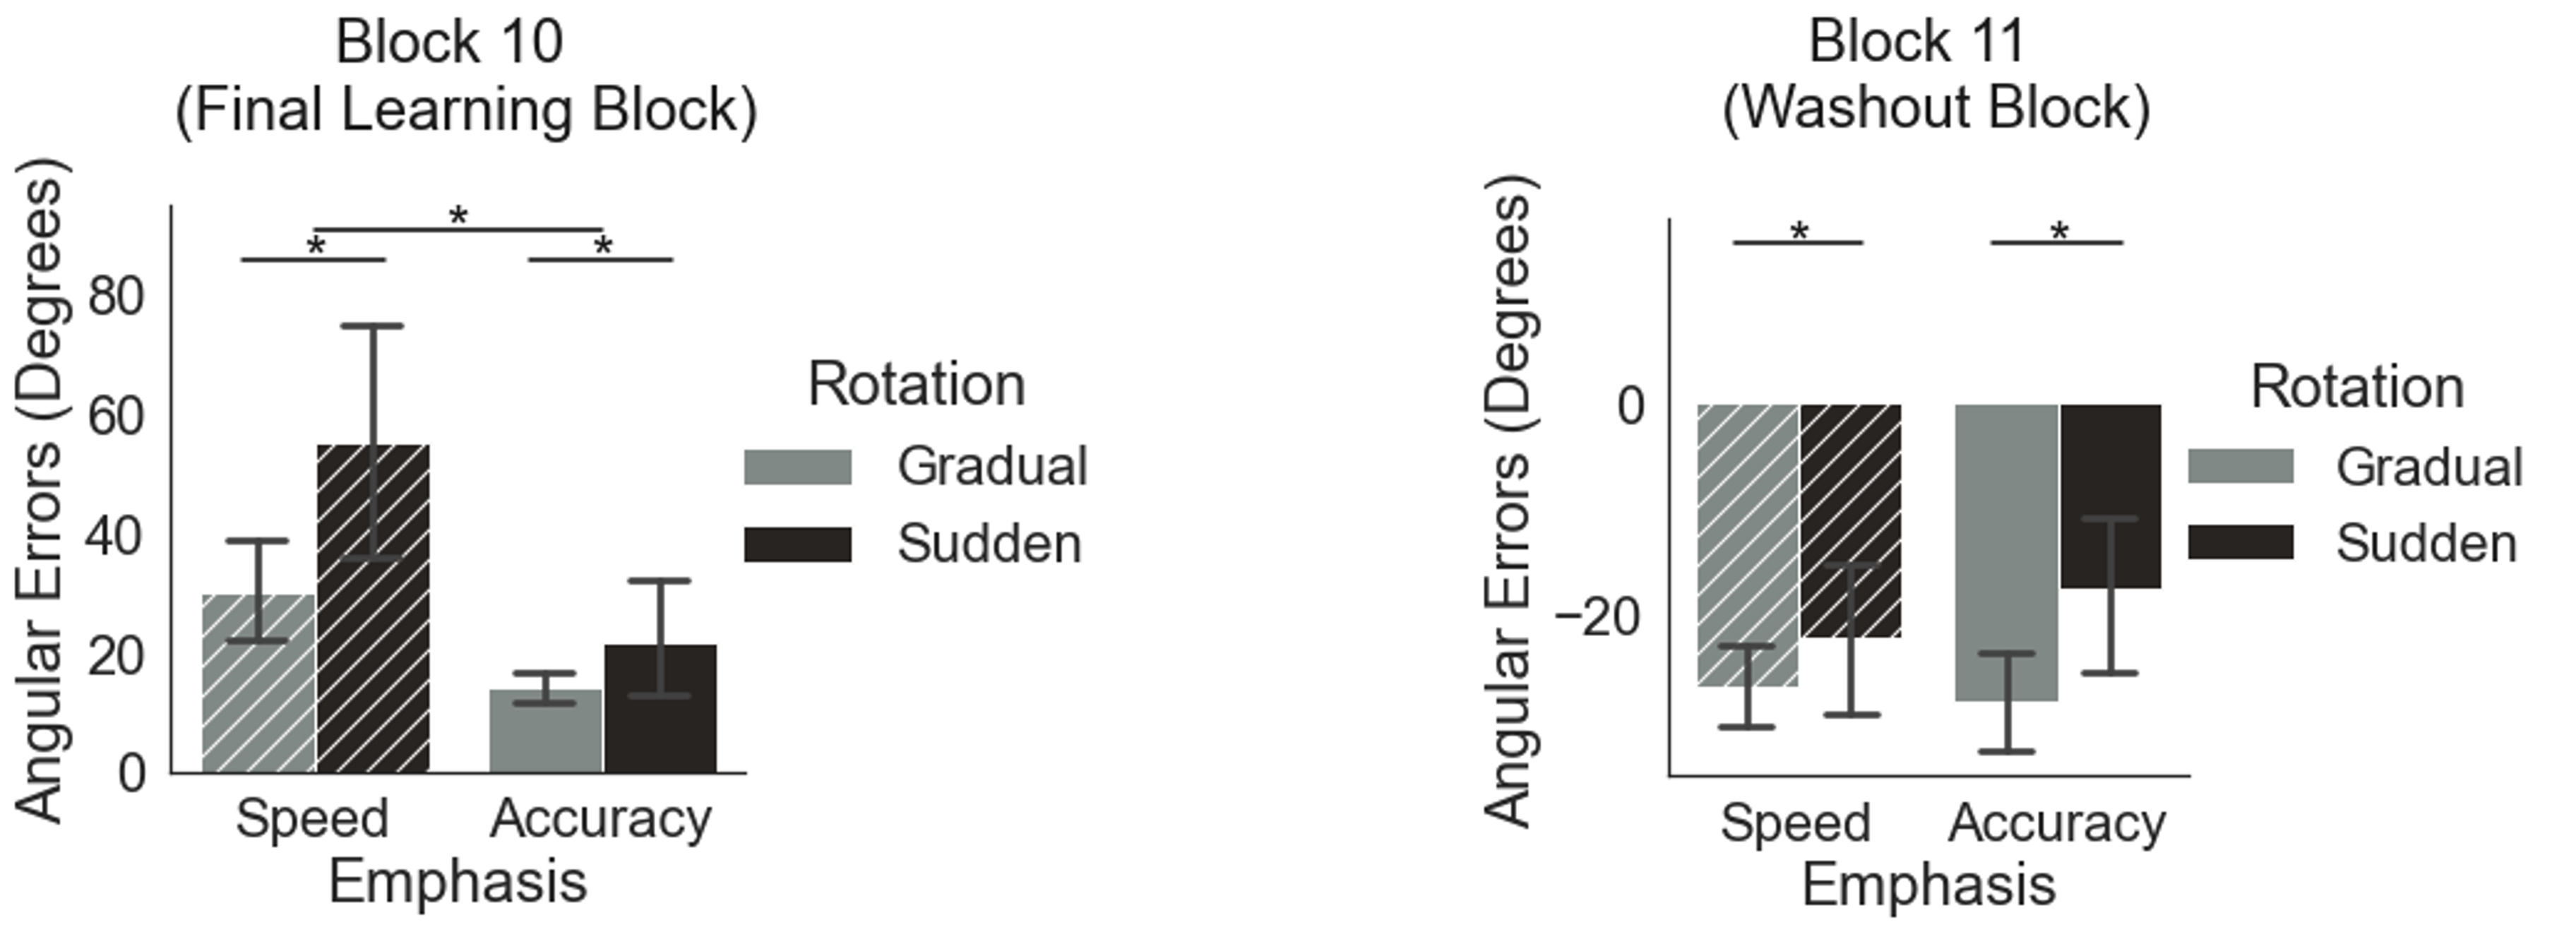 Block 10
(Final Learning Block)
Angular Errors (Degrees)
80
60
40
20
0
*
*
*
Speed
Accuracy
Emphasis
Rotation
Gradual
Sudden
Block 11
(Washout Block)
Angular Errors (Degrees)
0
−20
*
*
Speed
Accuracy
Emphasis
Rotation
Gradual
Sudden